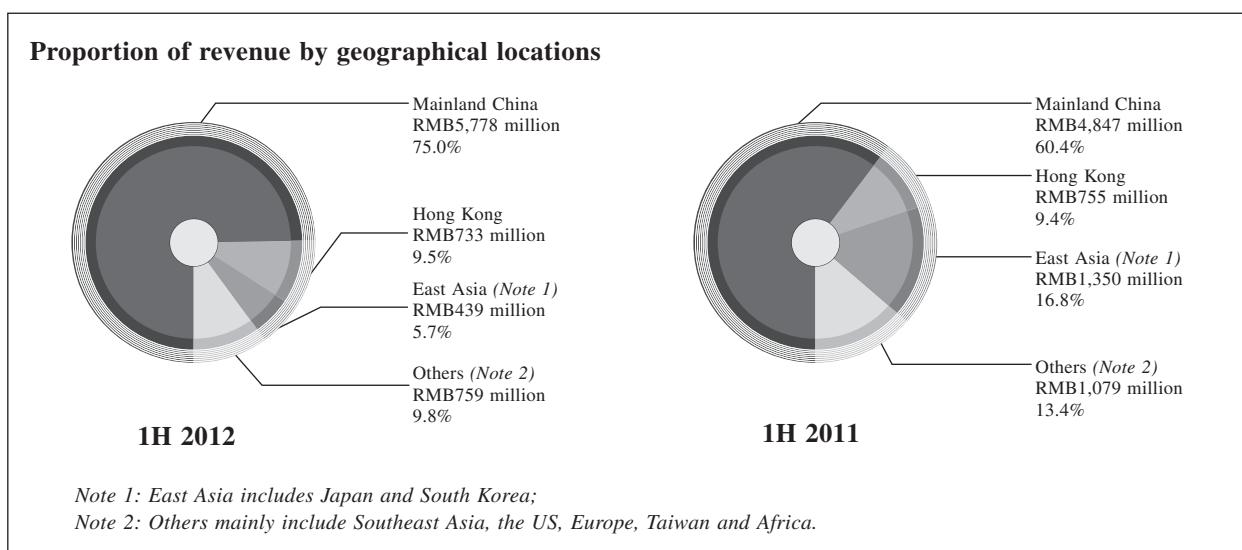 Proportion of revenue by geographical locations
Mainland China
RMB5,778 million
75.0%
Hong Kong
RMB733 million
9.5%
East Asia (Note 1)
RMB439 million
5.7%
Others (Note 2)
RMB759 million
9.8%
1H 2012
Mainland China
RMB4,847 million
60.4%
Hong Kong
RMB755 million
9.4%
East Asia (Note 1)
RMB1,350 million
16.8%
Others (Note 2)
RMB1,079 million
13.4%
1H 2011
Note 1: East Asia includes Japan and South Korea;
Note 2: Others mainly include Southeast Asia, the US, Europe, Taiwan and Africa.